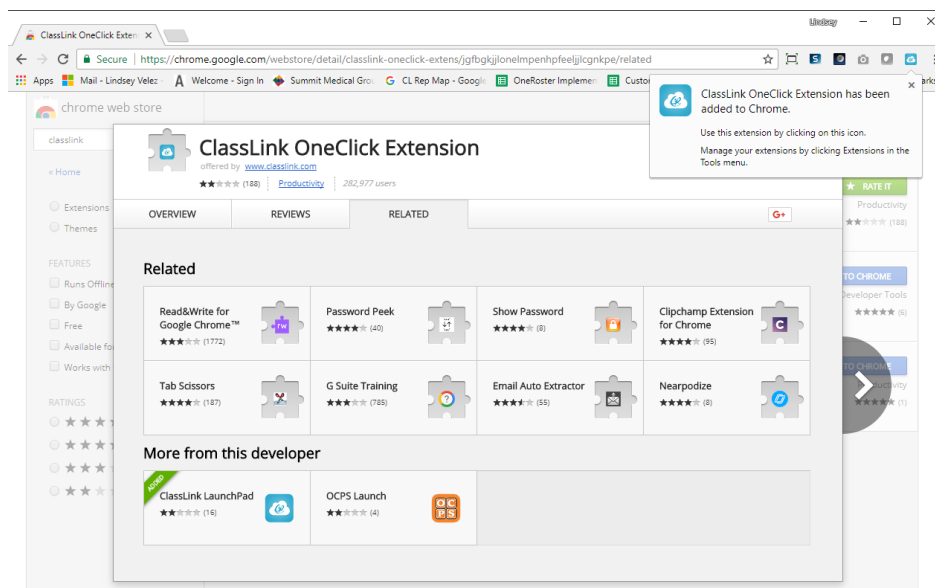 Lindsey
ClassLink OneClick Exten
Secure | https://chrome.google.com/webstore/detail/classlink-oneclick-extens/jgfbgkjjlonelmpenhpfeeljjlcgnkpe/related
Apps Mail - Lindsey Velez - Welcome - Sign In Summit Medical Grou CL Rep Map - Google OneRoster Implemen Custo
chrome web store
ClassLink OneClick Extension has been
added to Chrome.
Use this extension by clicking on this icon.
Manage your extensions by clicking Extensions in the
Tools menu.
classlink
« Home
Extensions
Themes
FEATURES
Runs Offline
By Google
Free
Available fo
Works with
RATINGS
ClassLink OneClick Extension
offered by www.classlink.com
(188) Productivity 282,977 users
OVERVIEW REVIEWS RELATED
G+
Related
Read&Write for
Google Chrome™
(1772)
rw
Password Peek
(40)
Show Password
(8)
Clipchamp Extension
for Chrome
(95)
C
Tab Scissors
(187)
G Suite Training
(785)
?
Email Auto Extractor
(55)
Nearpodize
(8)
More from this developer
ADDED
ClassLink LaunchPad
(16)
OCPS Launch
(4)
OC
PS
RATE IT
Productivity
(188)
TO CHROME
Developer Tools
(6)
TO CHROME
Productivity
(1)